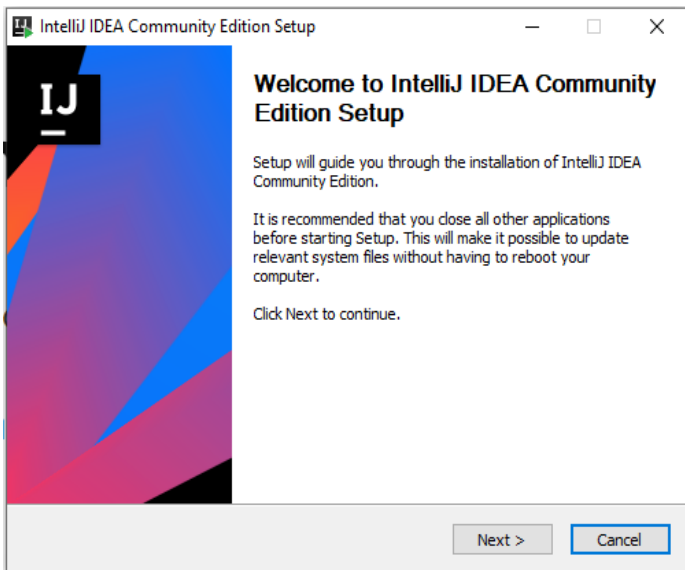 IntelliJ IDEA Community Edition Setup
IJ
Welcome to IntelliJ IDEA Community
Edition Setup
Setup will guide you through the installation of IntelliJ IDEA
Community Edition.
It is recommended that you close all other applications
before starting Setup. This will make it possible to update
relevant system files without having to reboot your
computer.
Click Next to continue.
Next >
Cancel